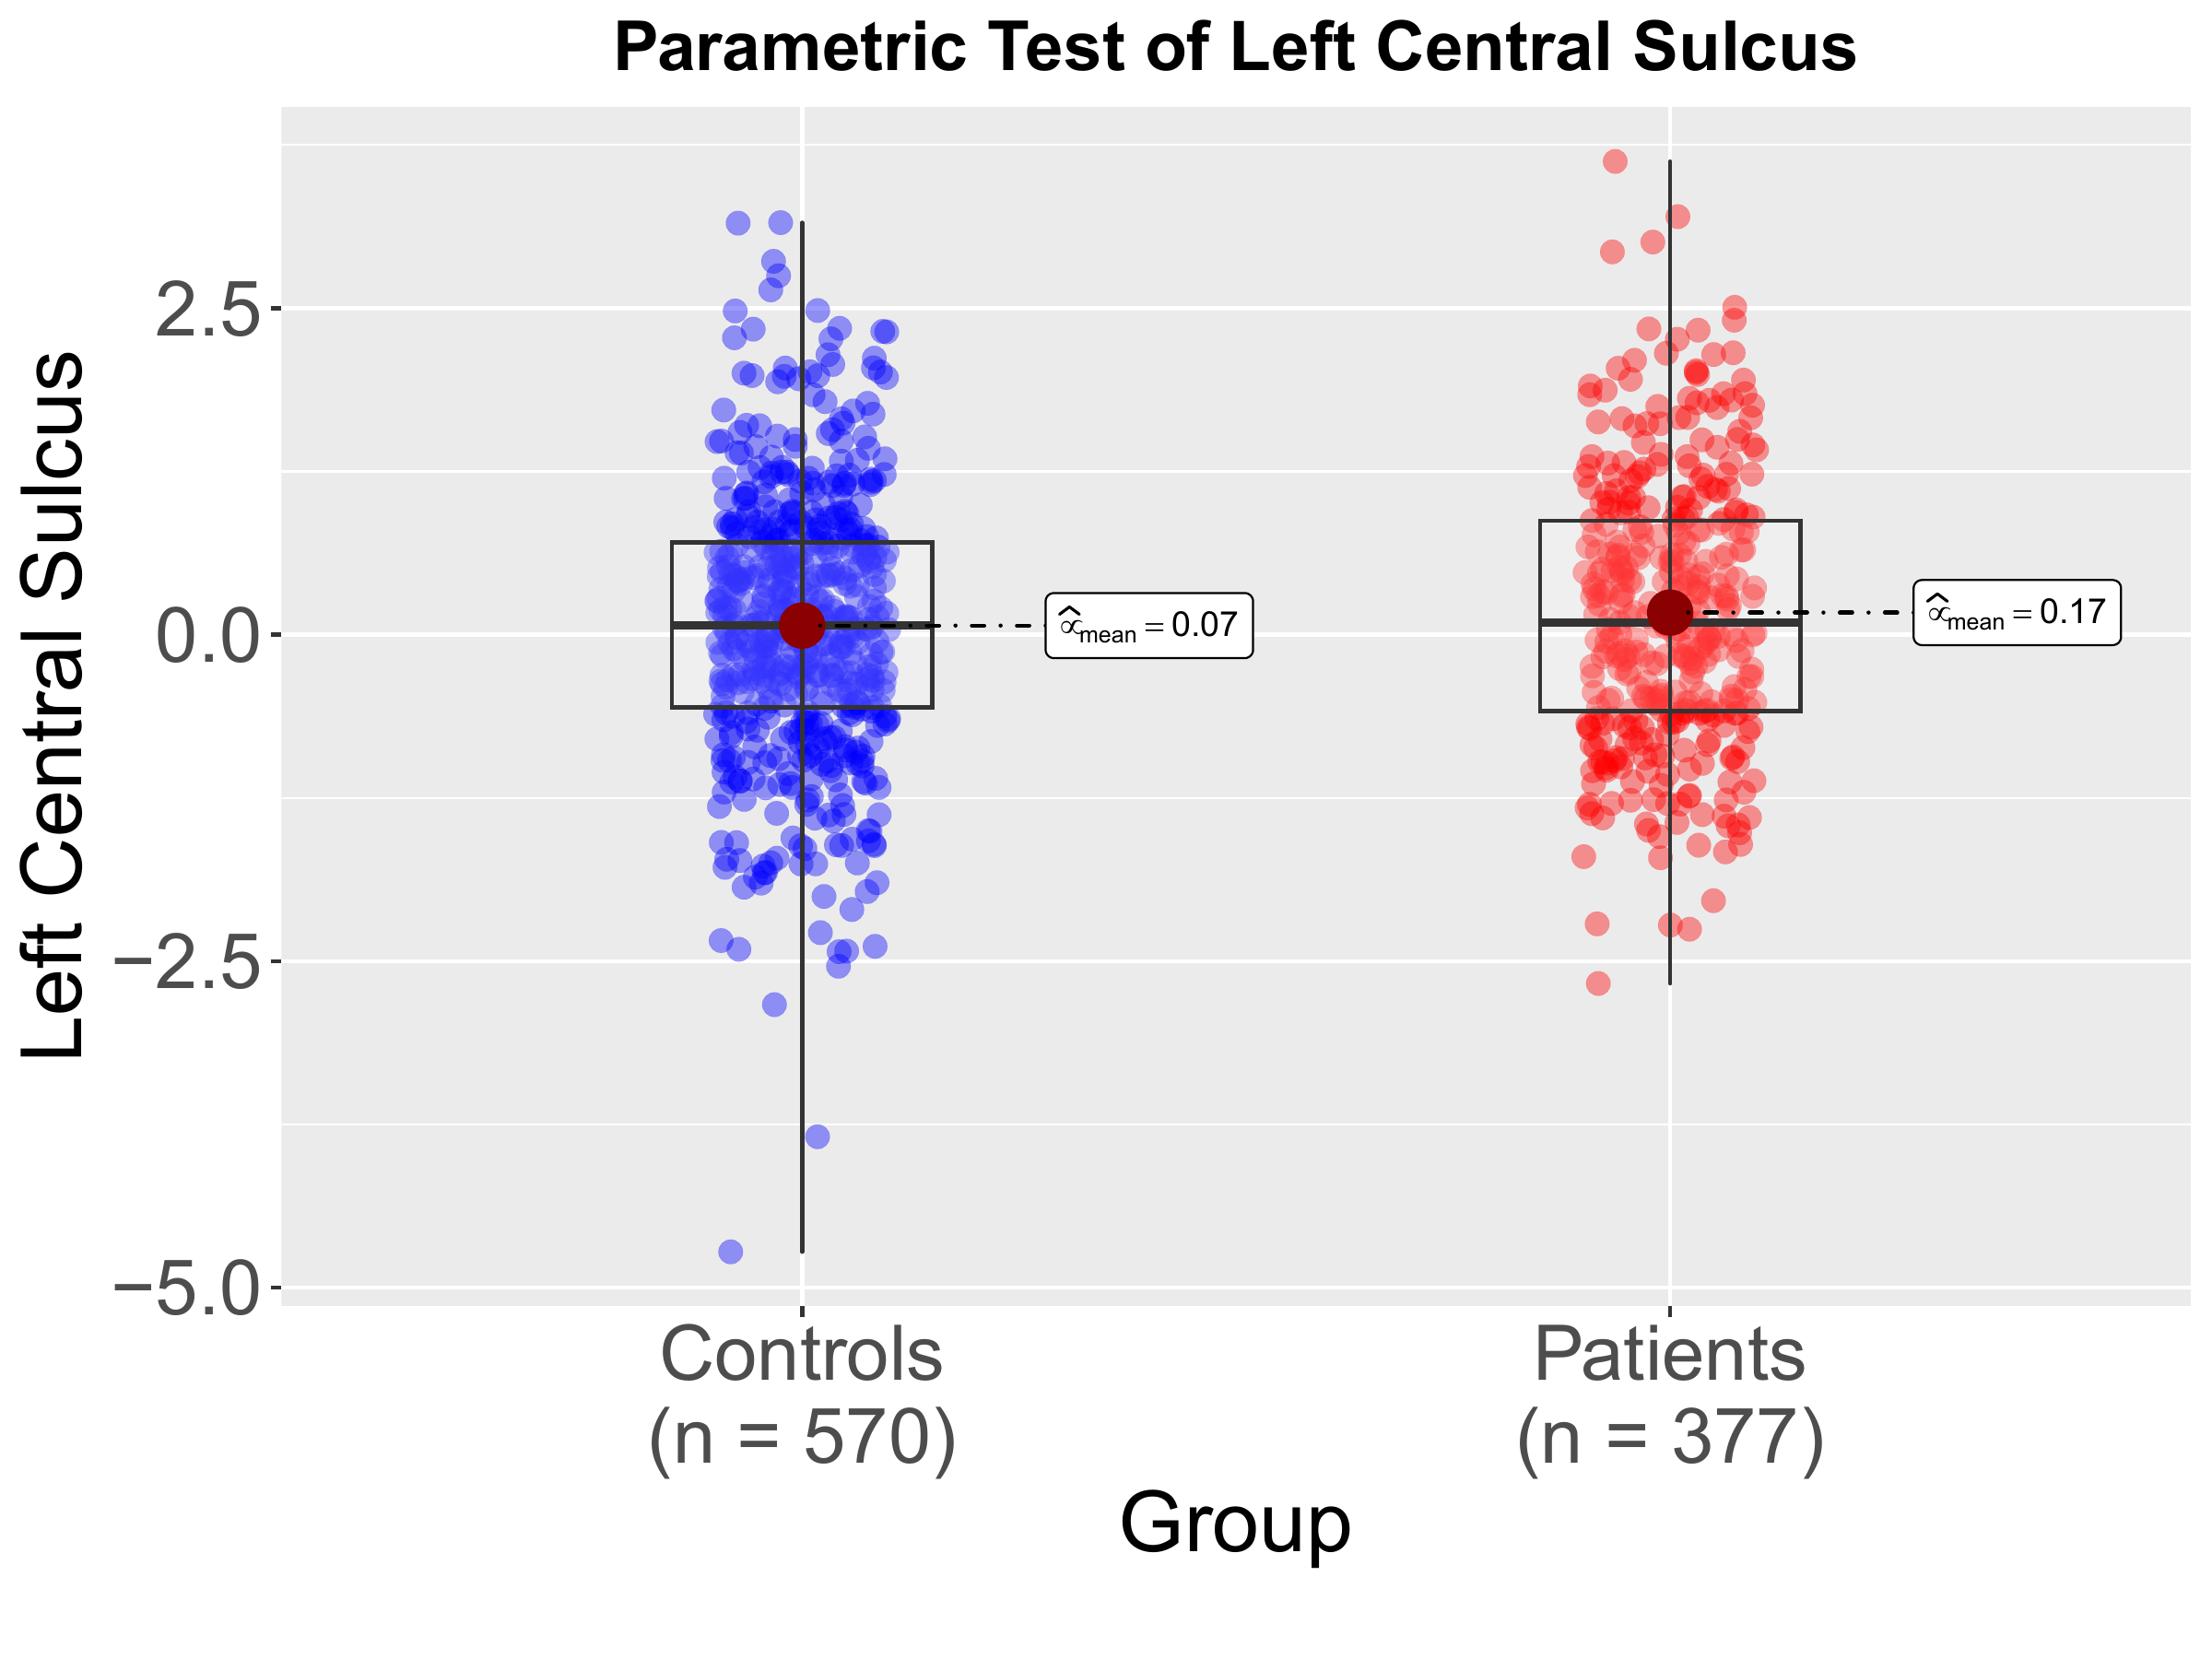 Parametric Test of Left Central Sulcus
Left Central Sulcus
2.5
0.0
−2.5
−5.0
∝̂mean = 0.07
∝̂mean = 0.17
Controls
(n = 570)
Patients
(n = 377)
Group